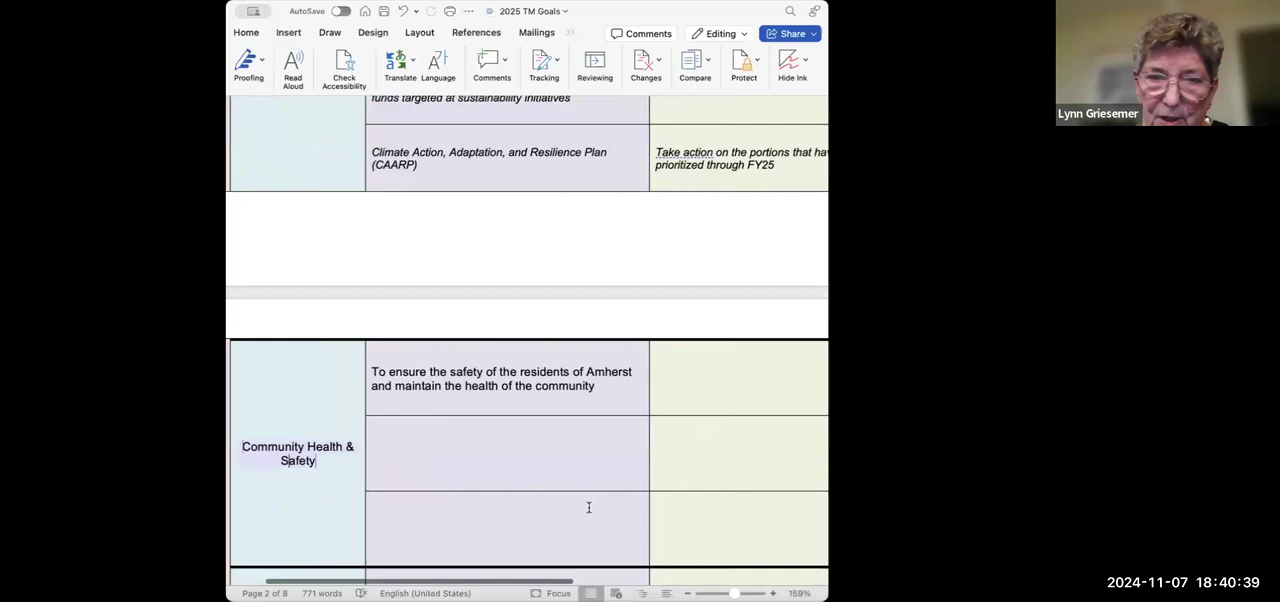 AutoSave
2025 TM Goals
Home Insert Draw Design Layout References Mailings
Comments Editing Share
Proofing Read Aloud Check Accessibility Translate Language Comments Tracking Reviewing Changes Compare Protect Hide Ink
Lynn Griesemer
funds targeted at sustainability initiatives
Climate Action, Adaptation, and Resilience Plan
(CAARP)
Take action on the portions that ha
prioritized through FY25
To ensure the safety of the residents of Amherst
and maintain the health of the community
Community Health &
Safety
Page 2 of 8 771 words English (United States) Focus 159%
2024-11-07 18:40:39